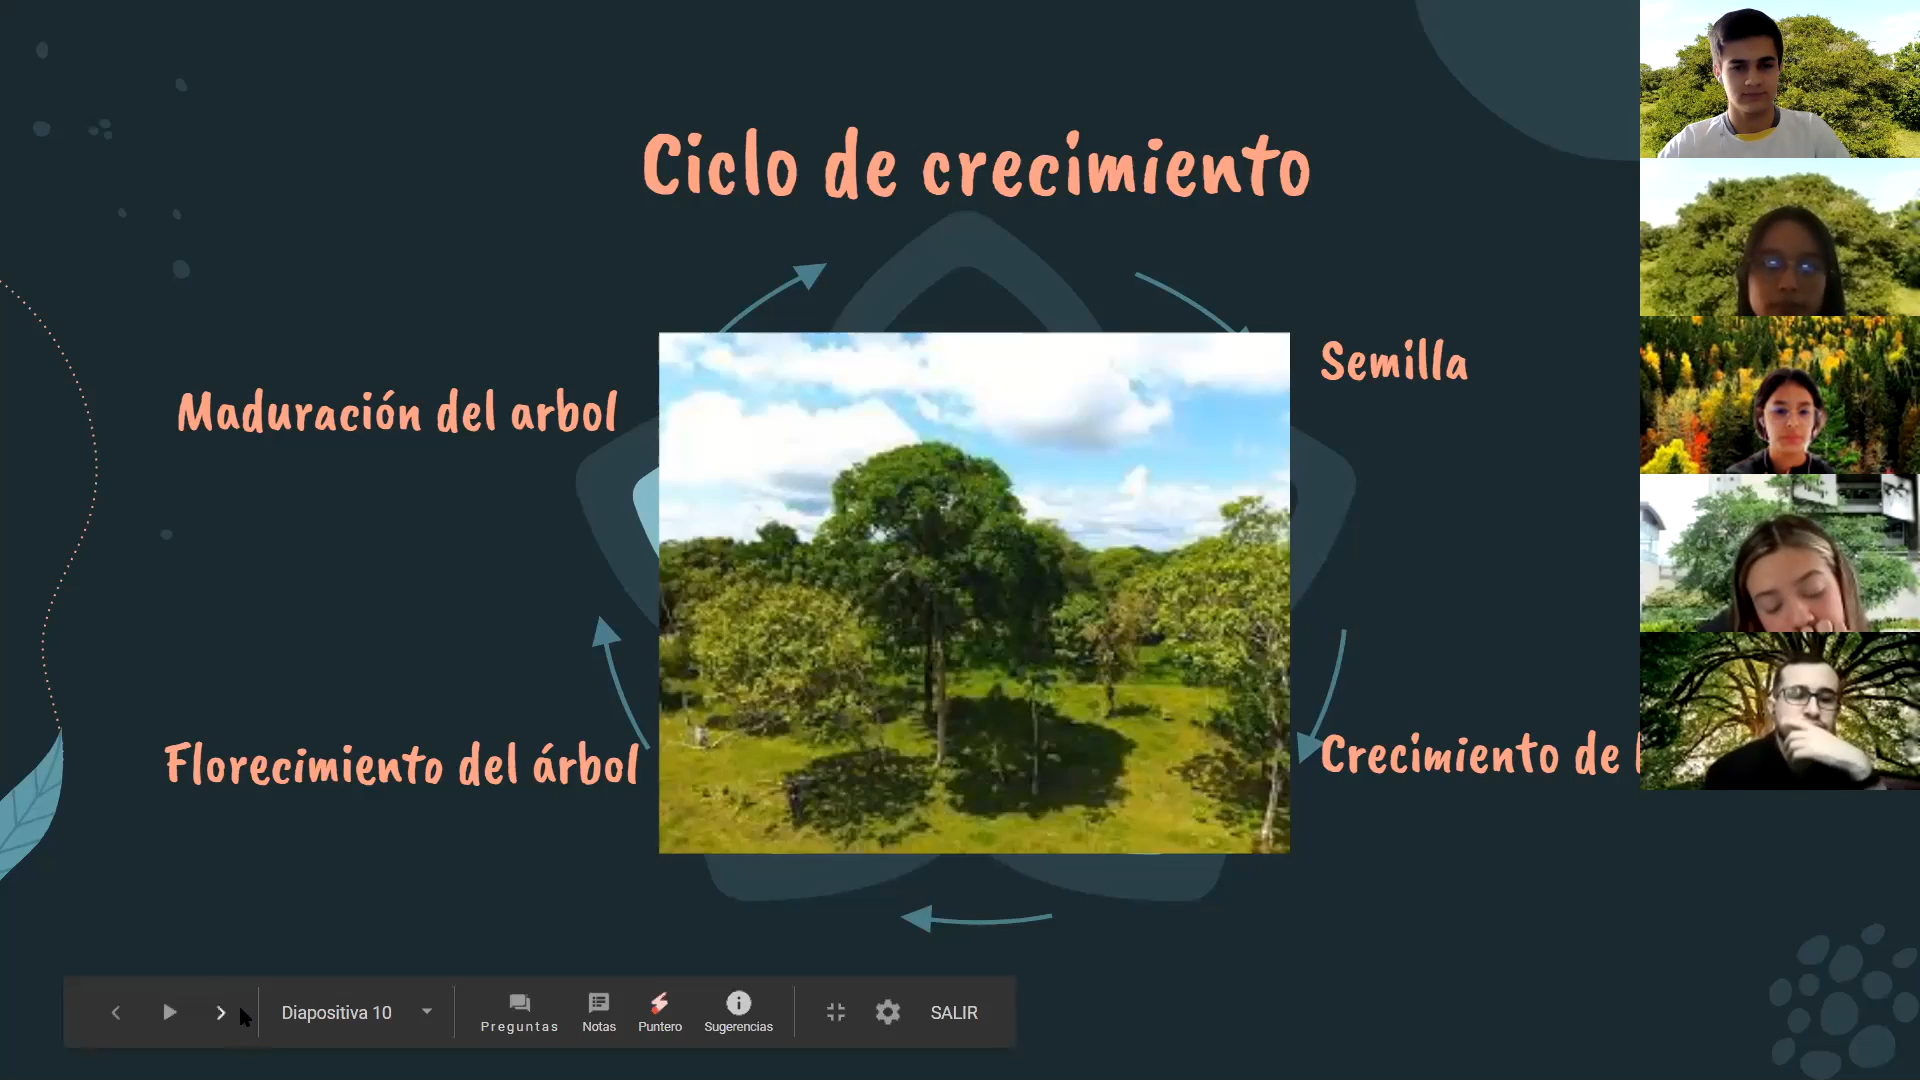 Ciclo de crecimiento
Semilla
Maduración del arbol
Crecimiento de
Florecimiento del árbol
Diapositiva 10
Preguntas
Notas
Puntero
Sugerencias
SALIR